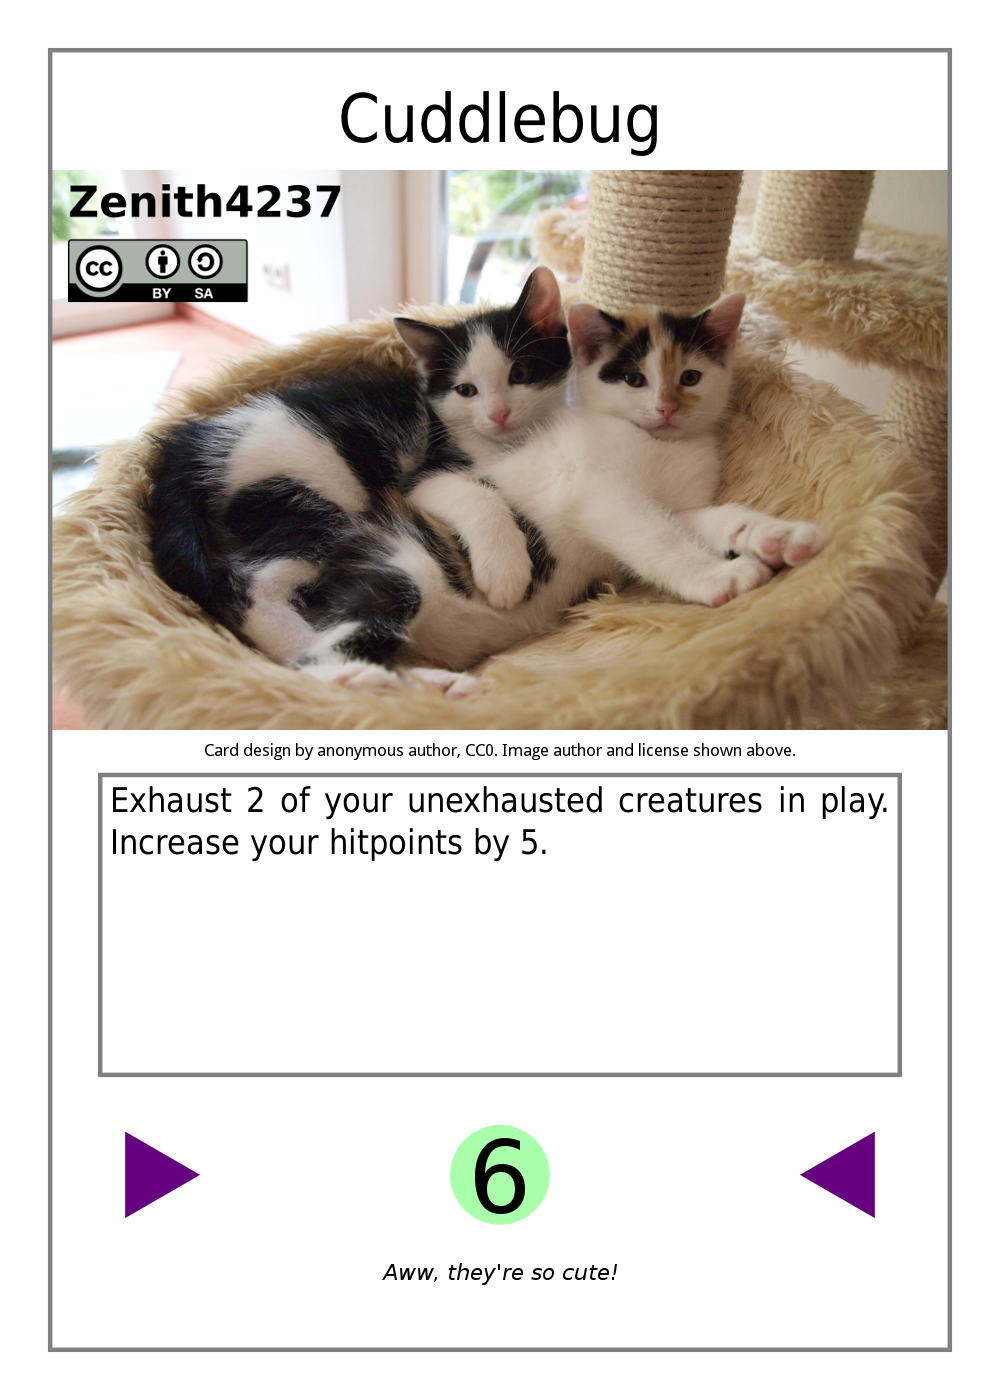 Cuddlebug
Zenith4237
CC
BY SA
Card design by anonymous author, CC0. Image author and license shown above.
Exhaust 2 of your unexhausted creatures in play.
Increase your hitpoints by 5.
6
Aww, they're so cute!